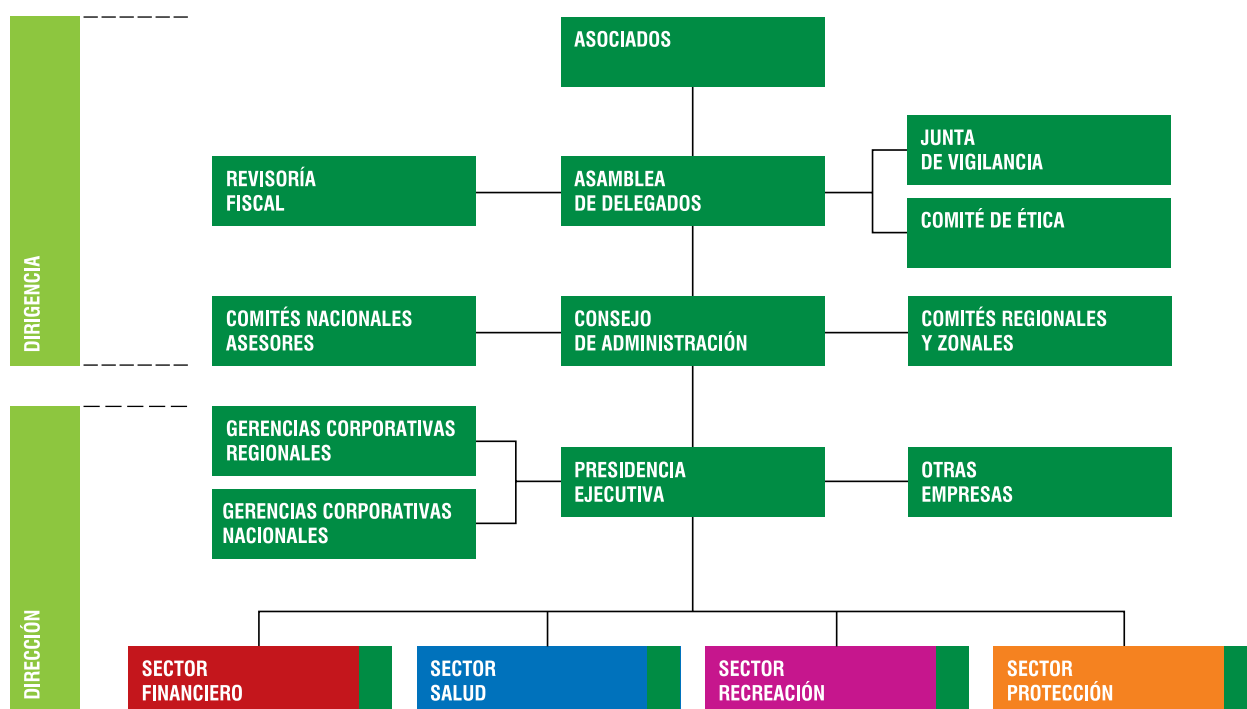 DIRIGENCIA
ASOCIADOS
REVISORÍA
FISCAL
ASAMBLEA
DE DELEGADOS
JUNTA
DE VIGILANCIA
COMITÉ DE ÉTICA
COMITÉS NACIONALES
ASESORES
CONSEJO
DE ADMINISTRACIÓN
COMITÉS REGIONALES
Y ZONALES
DIRECCIÓN
GERENCIAS CORPORATIVAS
REGIONALES
GERENCIAS CORPORATIVAS
NACIONALES
PRESIDENCIA
EJECUTIVA
OTRAS
EMPRESAS
SECTOR
FINANCIERO
SECTOR
SALUD
SECTOR
RECREACIÓN
SECTOR
PROTECCIÓN